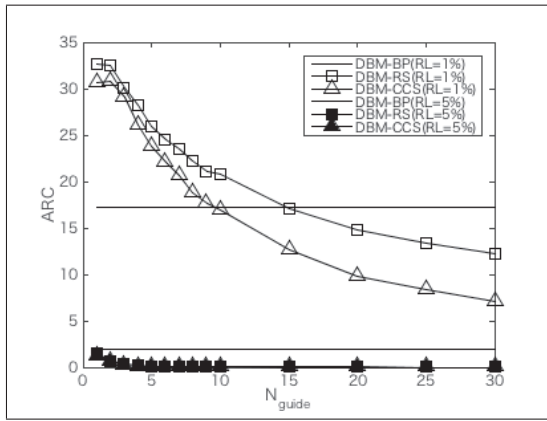 35
30
25
20
15
10
5
0
ARC
0 5 10 15 20 25 30
N guide
DBM-BP(RL=1%)
DBM-RS(RL=1%)
DBM-CCS(RL=1%)
DBM-BP(RL=5%)
DBM-RS(RL=5%)
DBM-CCS(RL=5%)